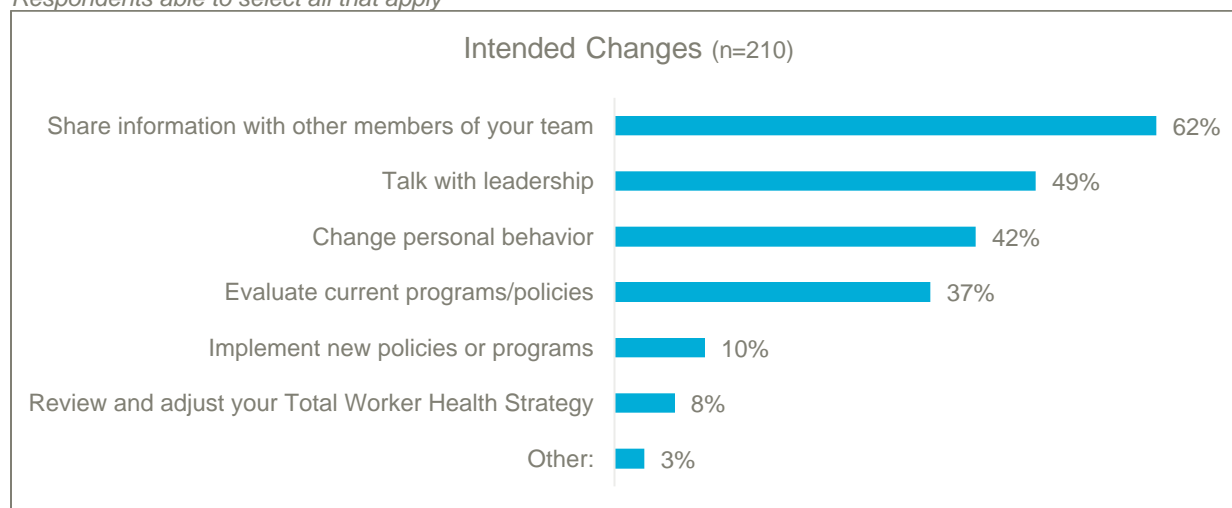 Respondents able to select all that apply
Intended Changes (n=210)
Share information with other members of your team 62%
Talk with leadership 49%
Change personal behavior 42%
Evaluate current programs/policies 37%
Implement new policies or programs 10%
Review and adjust your Total Worker Health Strategy 8%
Other: 3%